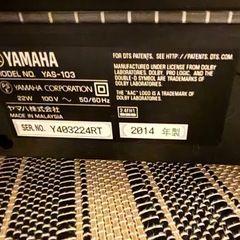 YAMAHA
MODEL NO. YAS-103
YAMAHA CORPORATION
22W 100V~ 50/60Hz
ヤマハ株式会社
MADE IN MALAYSIA
SER.NO. Y403224RT
2014 年製
FOR DTS PATENTS, SEE HTTP://PATENTS.DTS.COM.
MANUFACTURED UNDER LICENSE FROM DOLBY
LABORATORIES. DOLBY, PRO LOGIC, AND THE
DOUBLE-D SYMBOL ARE TRADEMARKS OF DOLBY
LABORATORIES.
THE "AAC" LOGO IS A TRADEMARK OF DOLBY
LABORATORIES.